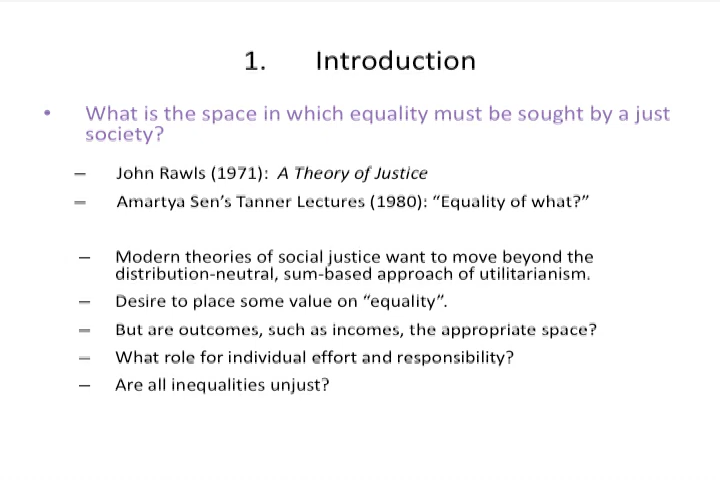 1. Introduction
• What is the space in which equality must be sought by a just
society?
– John Rawls (1971): A Theory of Justice
– Amartya Sen’s Tanner Lectures (1980): “Equality of what?”
– Modern theories of social justice want to move beyond the
distribution-neutral, sum-based approach of utilitarianism.
– Desire to place some value on “equality”.
– But are outcomes, such as incomes, the appropriate space?
– What role for individual effort and responsibility?
– Are all inequalities unjust?